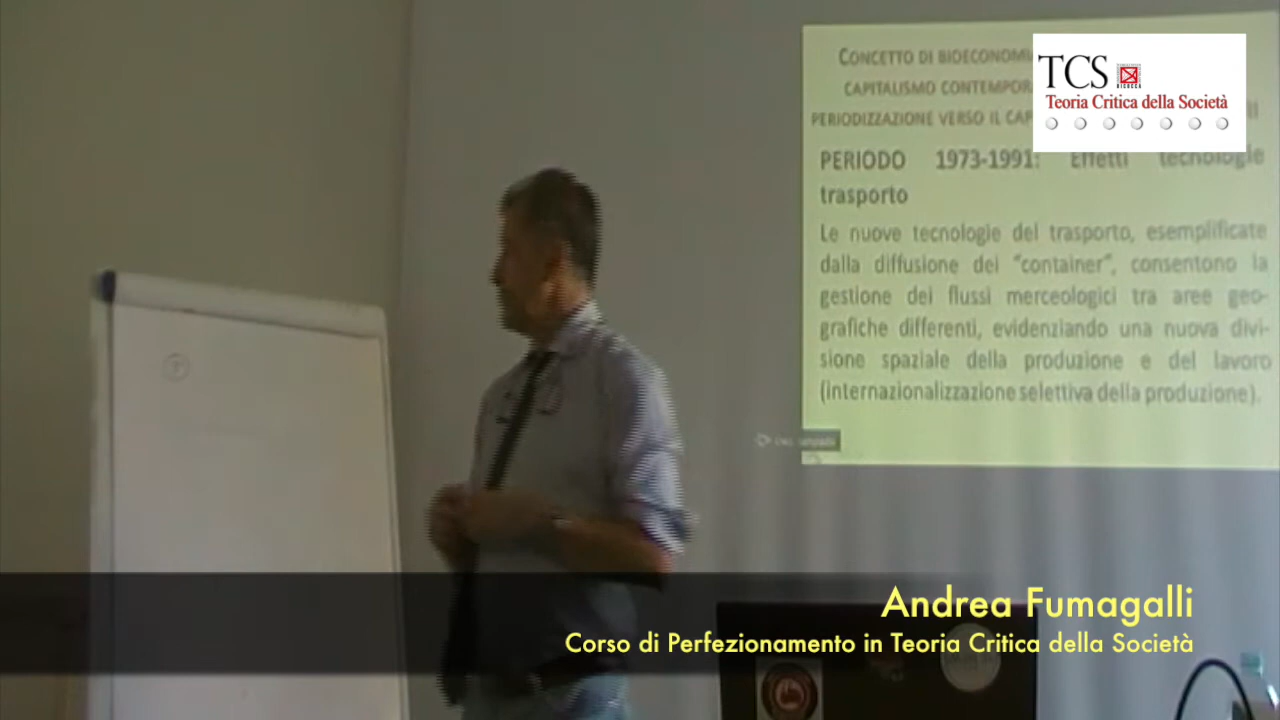 CONCETTO DI BIOECONOMI
CAPITALISMO CONTEMPOR
PERIODIZZAZIONE VERSO IL CAP
PERIODO 1973-1991: Effetti tecnologie
trasporto
Le nuove tecnologie del trasporto, esemplificate
dalla diffusione dei "container", consentono la
gestione dei flussi merceologici tra aree geo-
grafiche differenti, evidenziando una nuova divi-
sione spaziale della produzione e del lavoro
(internazionalizzazione selettiva della produzione).
TCS
BICOCCA
Teoria Critica della Società
Andrea Fumagalli
Corso di Perfezionamento in Teoria Critica della Società